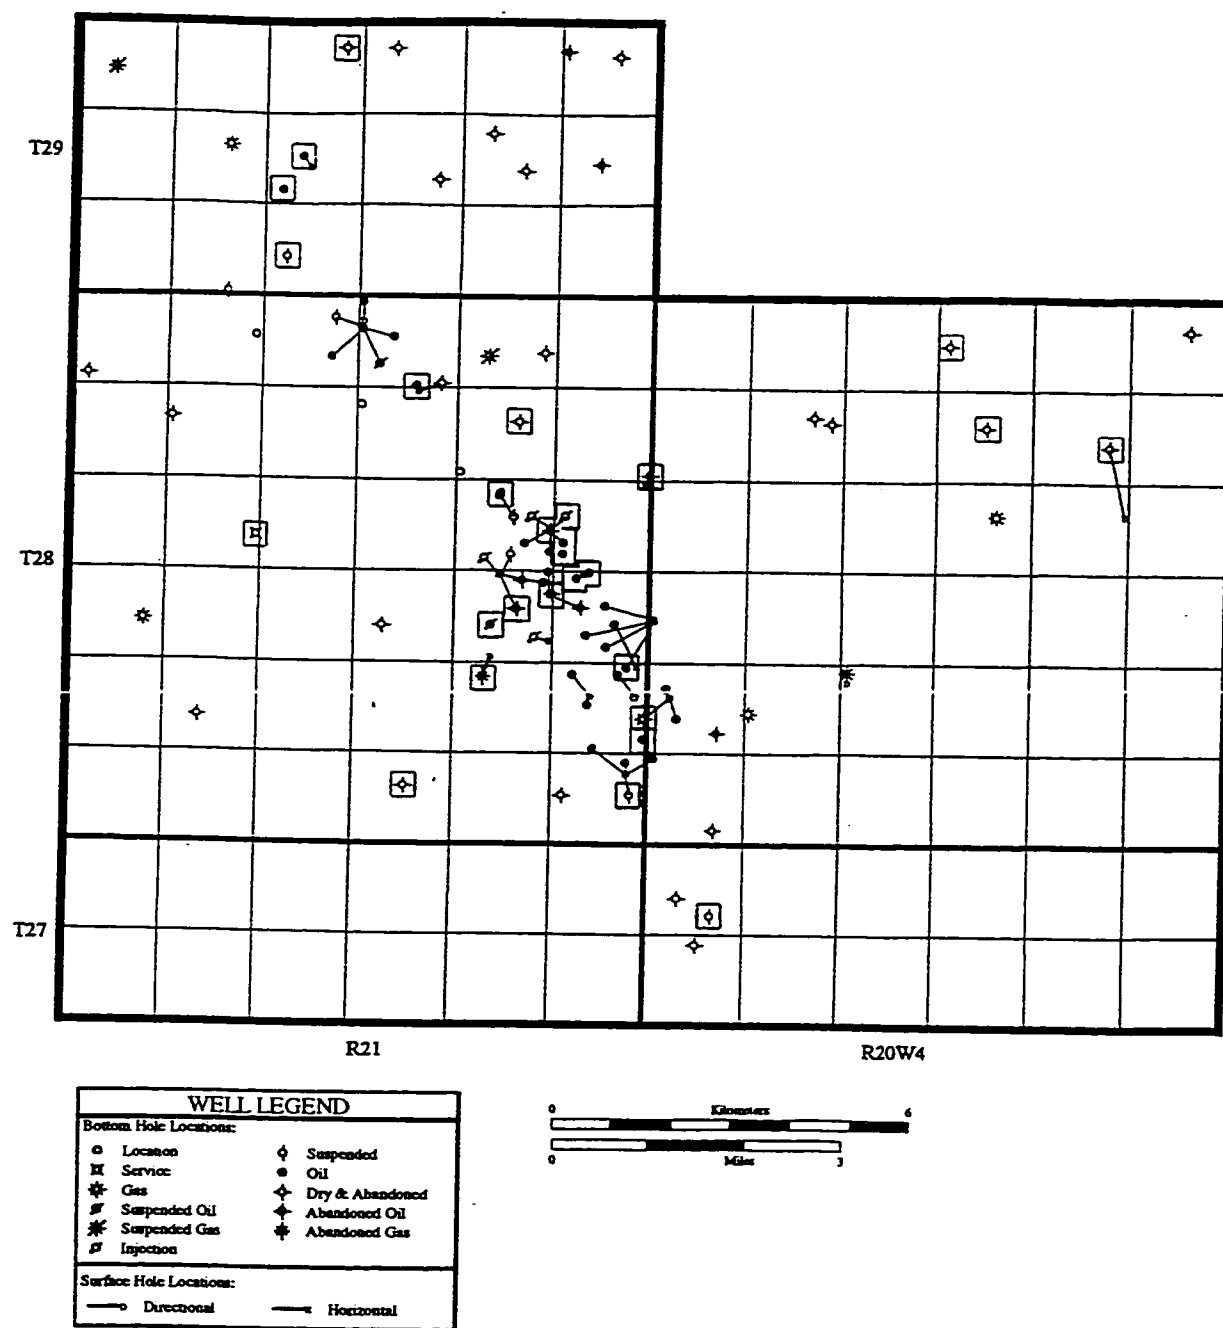 T29
T28
T27
R21
R20W4
WELL LEGEND
Bottom Hole Locations:
Location
Suspended
Service
Oil
Gas
Dry & Abandoned
Suspended Oil
Abandoned Oil
Suspended Gas
Abandoned Gas
Injection
Surface Hole Locations:
Directional
Horizontal
0 Kilometers 6
0 Miles 3